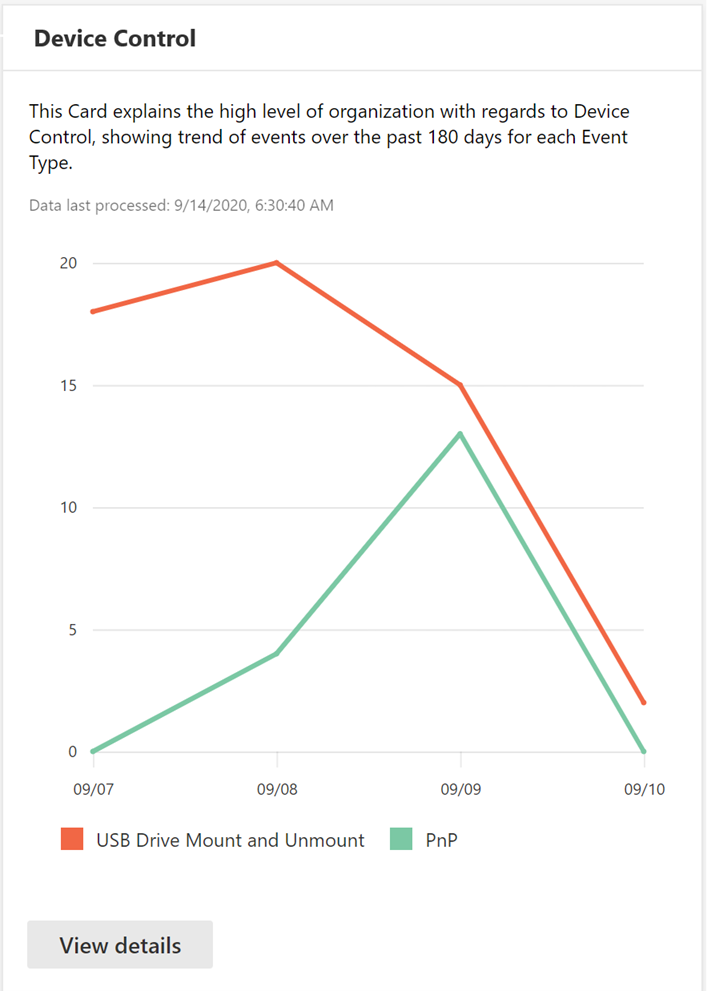 Device Control
This Card explains the high level of organization with regards to Device
Control, showing trend of events over the past 180 days for each Event
Type.
Data last processed: 9/14/2020, 6:30:40 AM
20
15
10
5
0
09/07 09/08 09/09 09/10
USB Drive Mount and Unmount PnP
View details